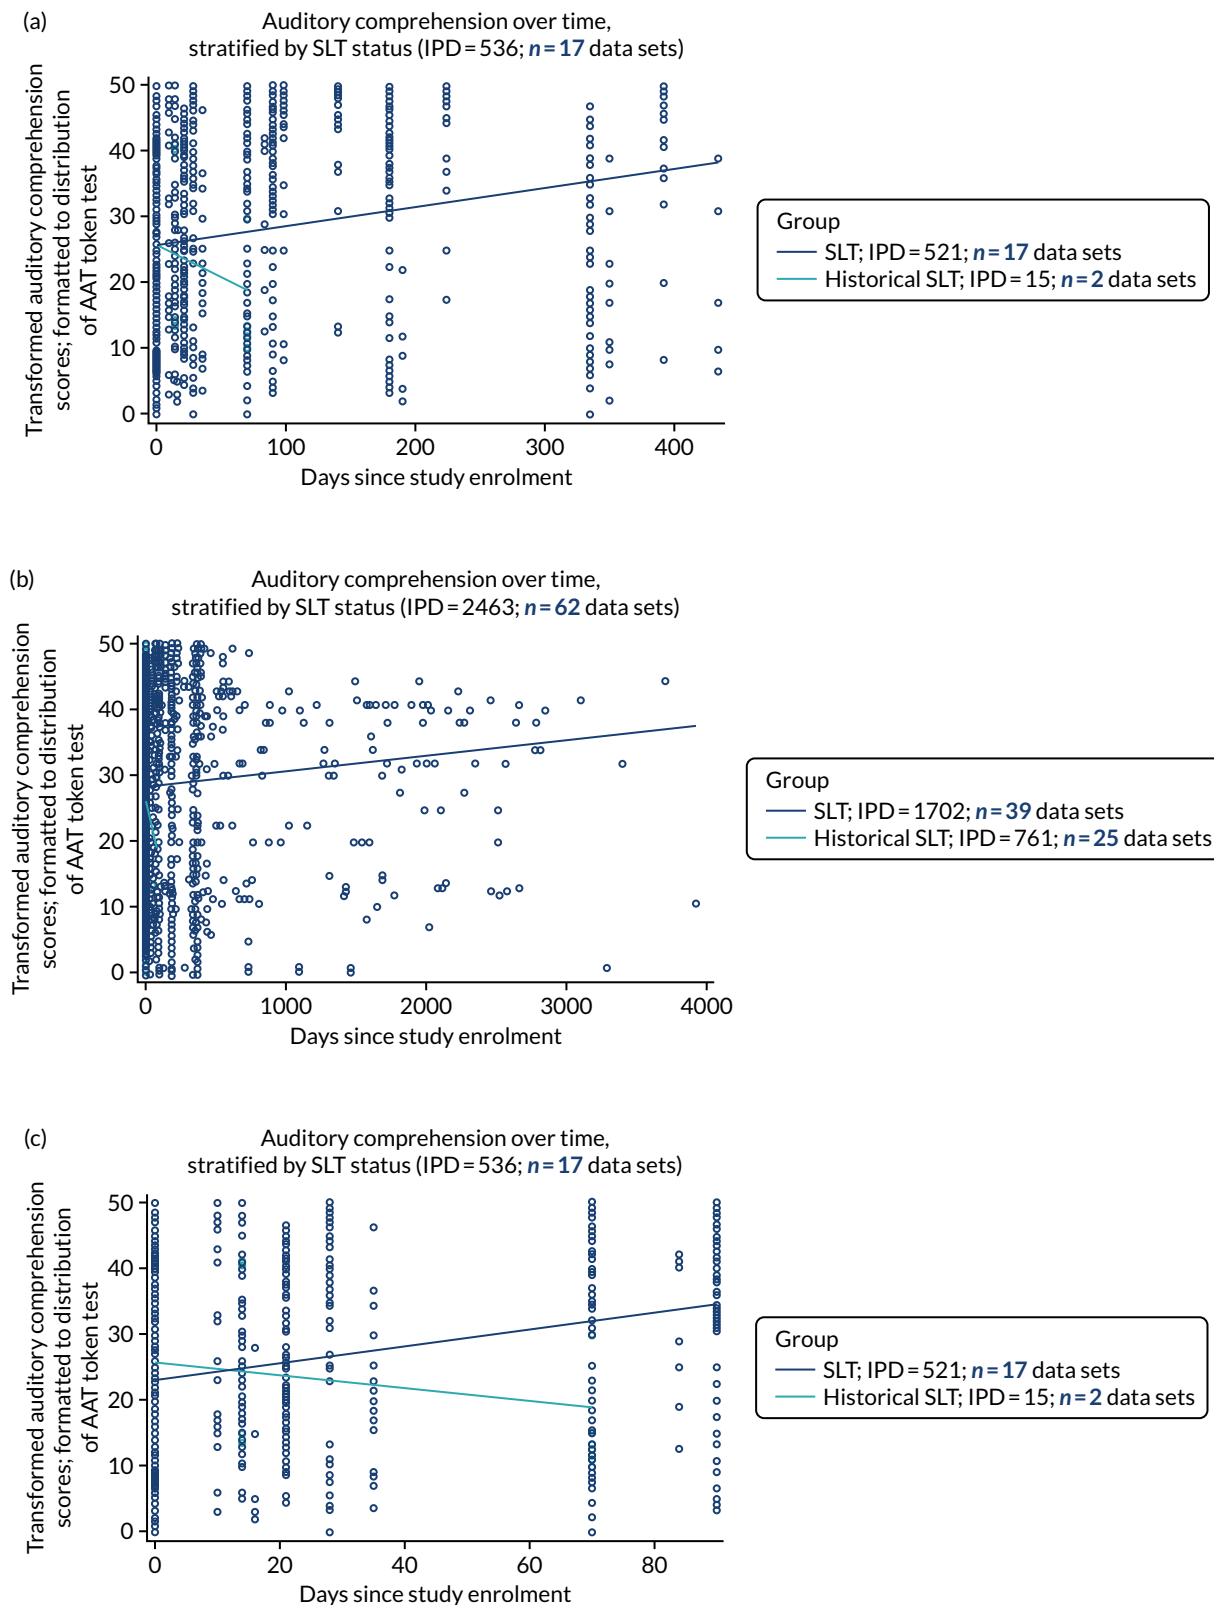 (a)
Auditory comprehension over time,
stratified by SLT status (IPD = 536; n = 17 data sets)
Transformed auditory comprehension
scores; formatted to distribution
of AAT token test
50
40
30
20
10
0
0 100 200 300 400
Days since study enrolment
Group
SLT; IPD = 521; n = 17 data sets
Historical SLT; IPD = 15; n = 2 data sets
(b)
Auditory comprehension over time,
stratified by SLT status (IPD = 2463; n = 62 data sets)
Transformed auditory comprehension
scores; formatted to distribution
of AAT token test
50
40
30
20
10
0
0 1000 2000 3000 4000
Days since study enrolment
Group
SLT; IPD = 1702; n = 39 data sets
Historical SLT; IPD = 761; n = 25 data sets
(c)
Auditory comprehension over time,
stratified by SLT status (IPD = 536; n = 17 data sets)
Transformed auditory comprehension
scores; formatted to distribution
of AAT token test
50
40
30
20
10
0
0 20 40 60 80
Days since study enrolment
Group
SLT; IPD = 521; n = 17 data sets
Historical SLT; IPD = 15; n = 2 data sets